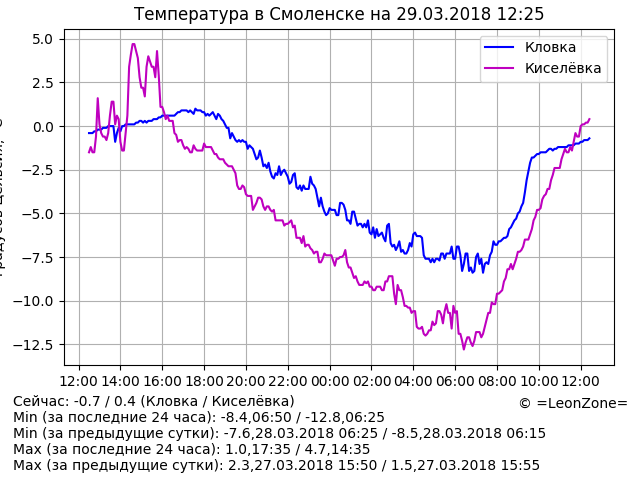 Температура в Смоленске на 29.03.2018 12:25
Кловка
Киселёвка
5.0
2.5
0.0
−2.5
−5.0
−7.5
−10.0
−12.5
12:00 14:00 16:00 18:00 20:00 22:00 00:00 02:00 04:00 06:00 08:00 10:00 12:00
Сейчас: -0.7 / 0.4 (Кловка / Киселёвка)
© =LeonZone=
Min (за последние 24 часа): -8.4,06:50 / -12.8,06:25
Min (за предыдущие сутки): -7.6,28.03.2018 06:25 / -8.5,28.03.2018 06:15
Max (за последние 24 часа): 1.0,17:35 / 4.7,14:35
Max (за предыдущие сутки): 2.3,27.03.2018 15:50 / 1.5,27.03.2018 15:55